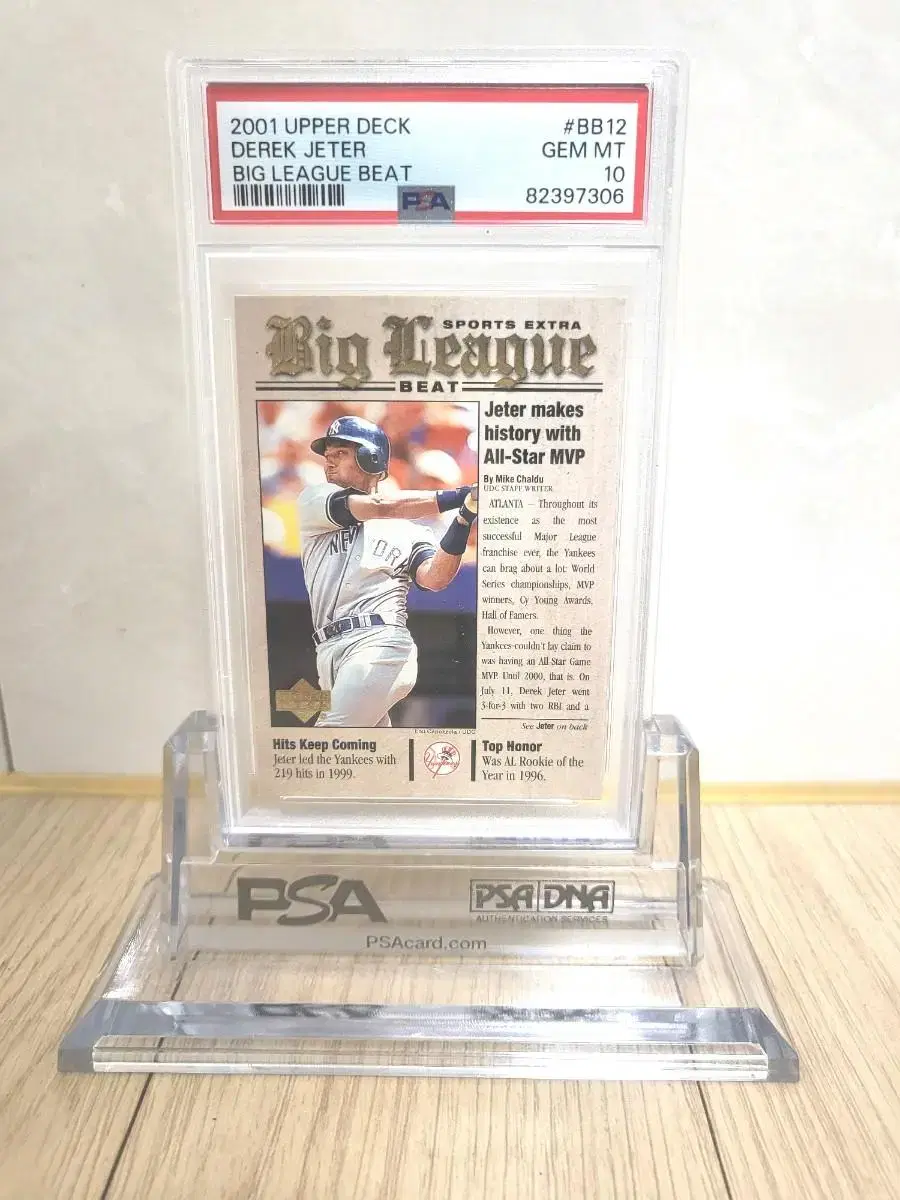 2001 UPPER DECK #BB12
DEREK JETER GEM MT
BIG LEAGUE BEAT 10
PSA 82397306
SPORTS EXTRA
Big League
BEAT
Jeter makes
history with
All-Star MVP
By Mike Chaldu
UDC STAFF WRITER
ATLANTA — Throughout its
existence as the most
successful Major League
franchise ever, the Yankees
can brag about a lot: World
Series championships, MVP
winners, Cy Young Awards,
Hall of Famers.
However, one thing the
Yankees couldn't lay claim to
was having an All-Star Game
MVP. Until 2000, that is. On
July 11, Derek Jeter went
3-for-3 with two RBI and a
See Jeter on back
NEW YORK
Hits Keep Coming
Jeter led the Yankees with
219 hits in 1999.
Yankees
Top Honor
Was AL Rookie of the
Year in 1996.
PSA
PSA DNA
AUTHENTICATION SERVICES
PSAcard.com